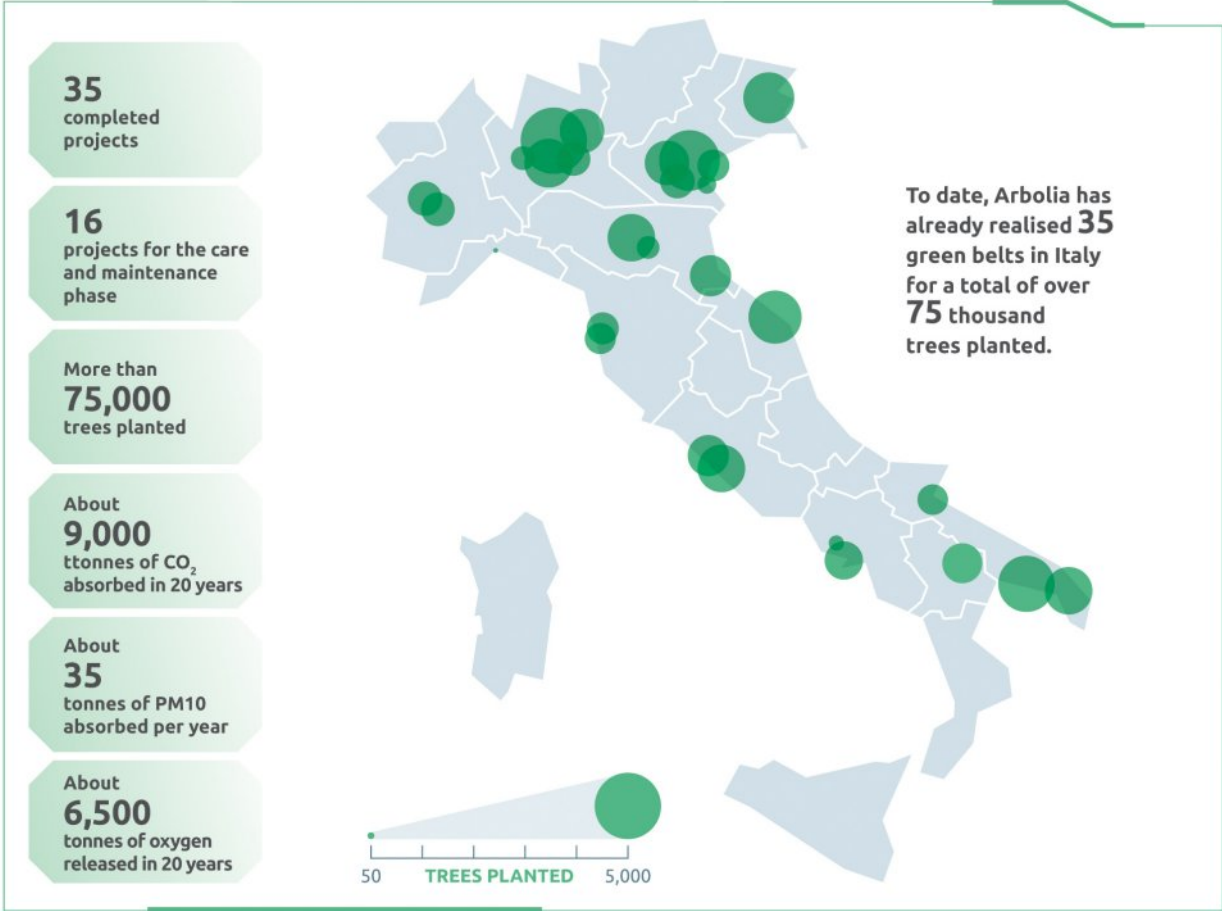 35
completed
projects
16
projects for the care
and maintenance
phase
More than
75,000
trees planted
About
9,000
ttonnes of CO₂
absorbed in 20 years
About
35
tonnes of PM10
absorbed per year
About
6,500
tonnes of oxygen
released in 20 years
To date, Arbolia has
already realised 35
green belts in Italy
for a total of over
75 thousand
trees planted.
50 TREES PLANTED 5,000